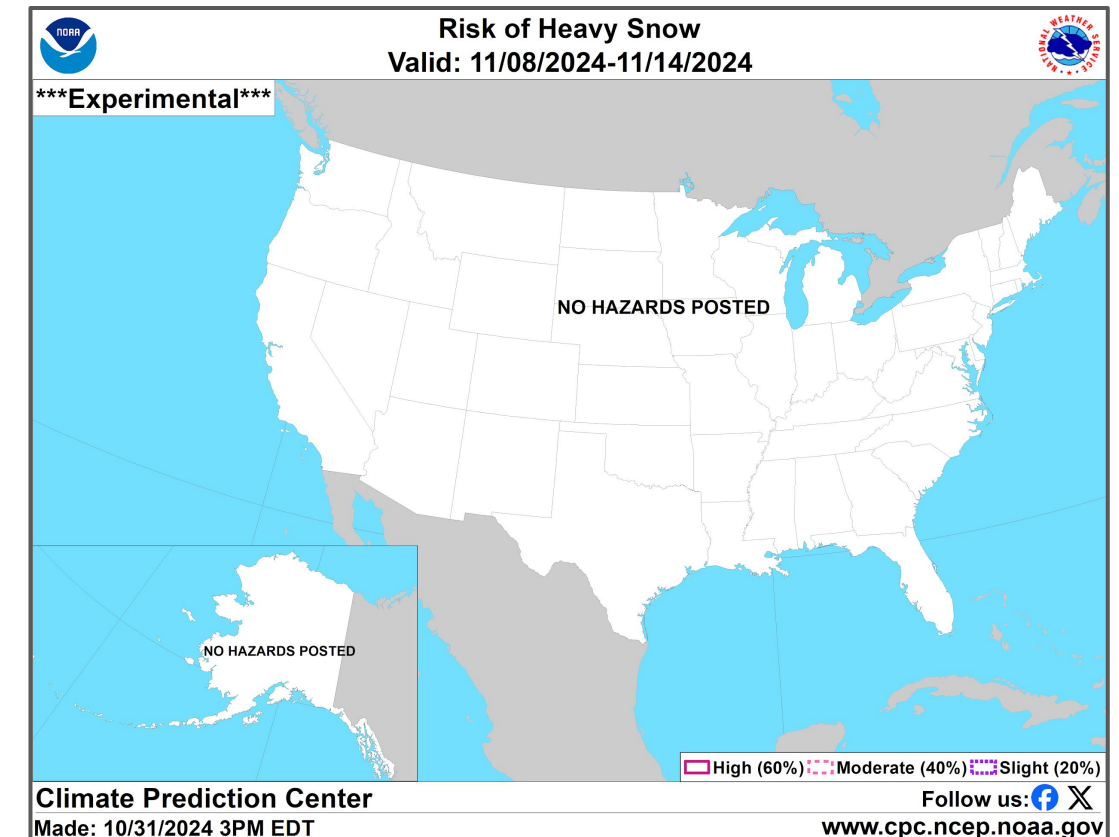 NOAA
Risk of Heavy Snow
Valid: 11/08/2024-11/14/2024
NATIONAL WEATHER SERVICE
***Experimental***
NO HAZARDS POSTED
NO HAZARDS POSTED
High (60%) Moderate (40%) Slight (20%)
Climate Prediction Center
Follow us:
Made: 10/31/2024 3PM EDT
www.cpc.ncep.noaa.gov